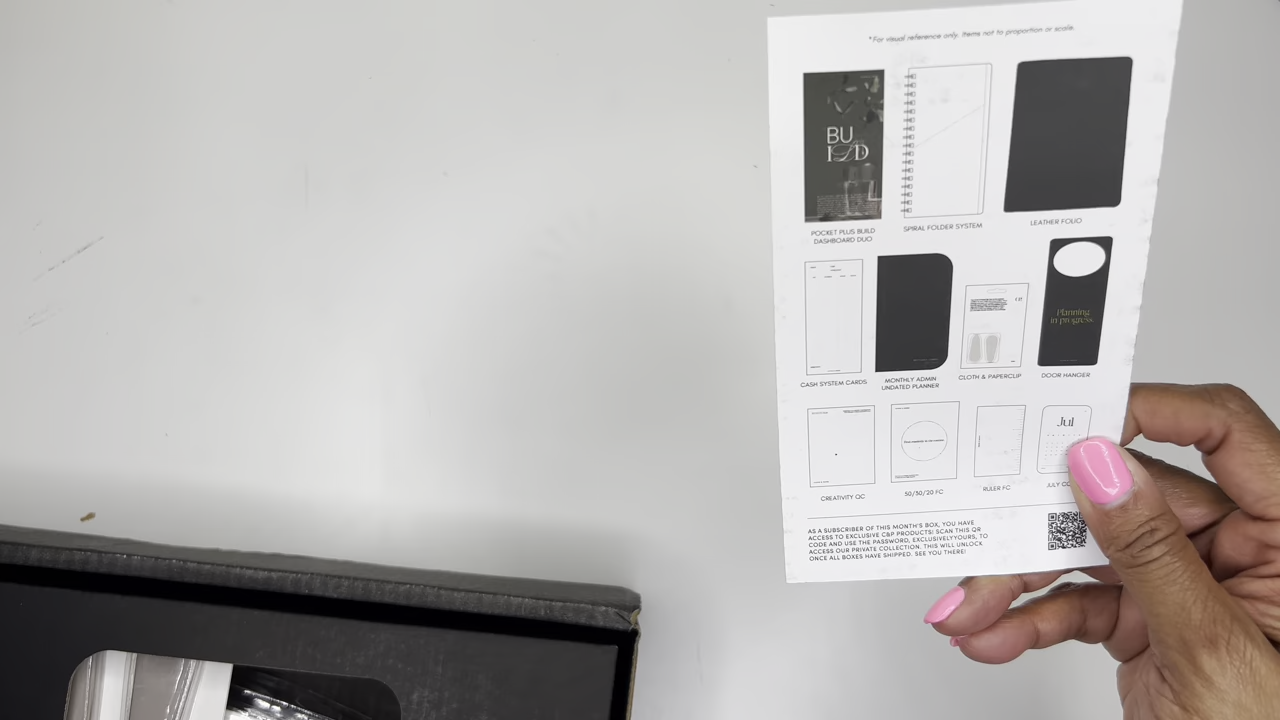 *For visual reference only. Items not to proportion or scale.
BU
ILD
POCKET PLUS BUILD
DASHBOARD DUO
SPIRAL FOLDER SYSTEM
LEATHER FOLIO
Planning
in progress
CASH SYSTEM CARDS
MONTHLY ADMIN
UNDATED PLANNER
CLOTH & PAPERCLIP
DOOR HANGER
Jul
CREATIVITY QC
50/30/20 FC
RULER FC
JULY
AS A SUBSCRIBER OF THIS MONTH'S BOX, YOU HAVE
ACCESS TO EXCLUSIVE C&P PRODUCTS! SCAN THIS QR
CODE AND USE THE PASSWORD, EXCLUSIVELYYOURS, TO
ACCESS OUR PRIVATE COLLECTION. THIS WILL UNLOCK
ONCE ALL BOXES HAVE SHIPPED. SEE YOU THERE!